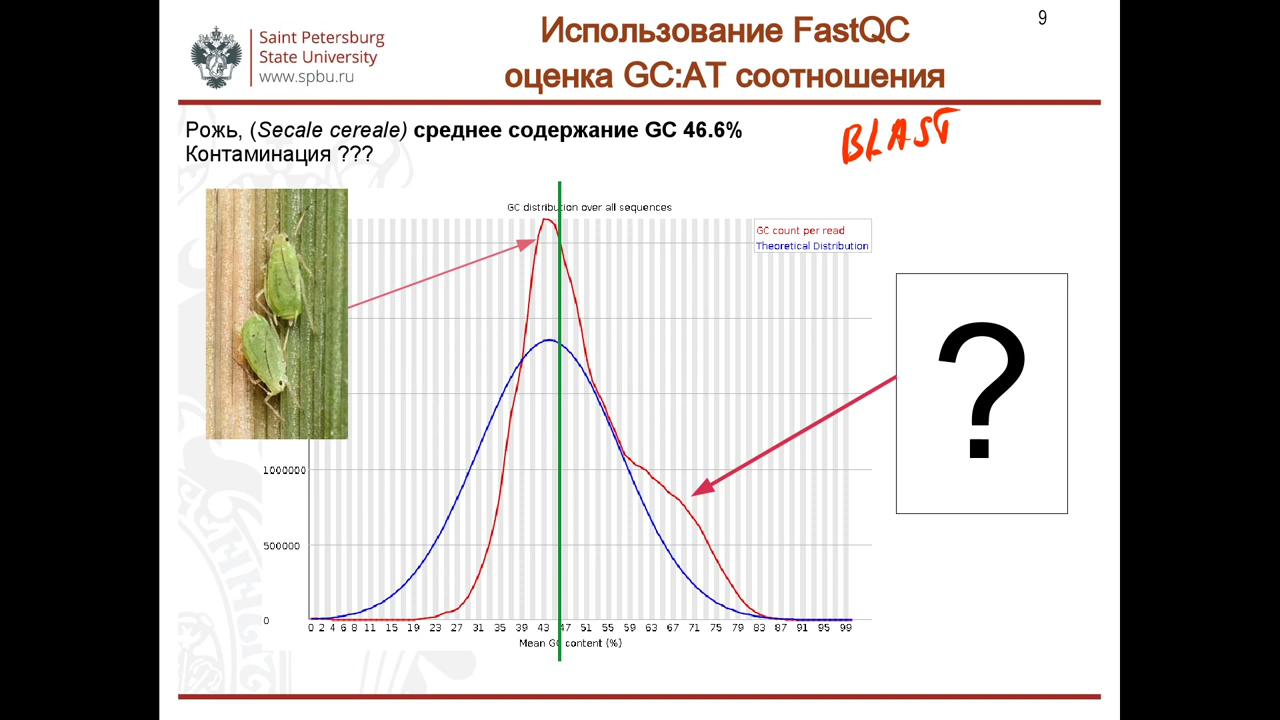 9
Saint Petersburg
State University
www.spbu.ru
Использование FastQC
оценка GC:AT соотношения
Рожь, (Secale cereale) среднее содержание GC 46.6%
Контаминация ???
BLAST
GC distribution over all sequences
GC count per read
Theoretical Distribution
?
1000000
500000
0
0 2 4 6 8 11 15 19 23 27 31 35 39 43 47 51 55 59 63 67 71 75 79 83 87 91 95 99
Mean GC content (%)